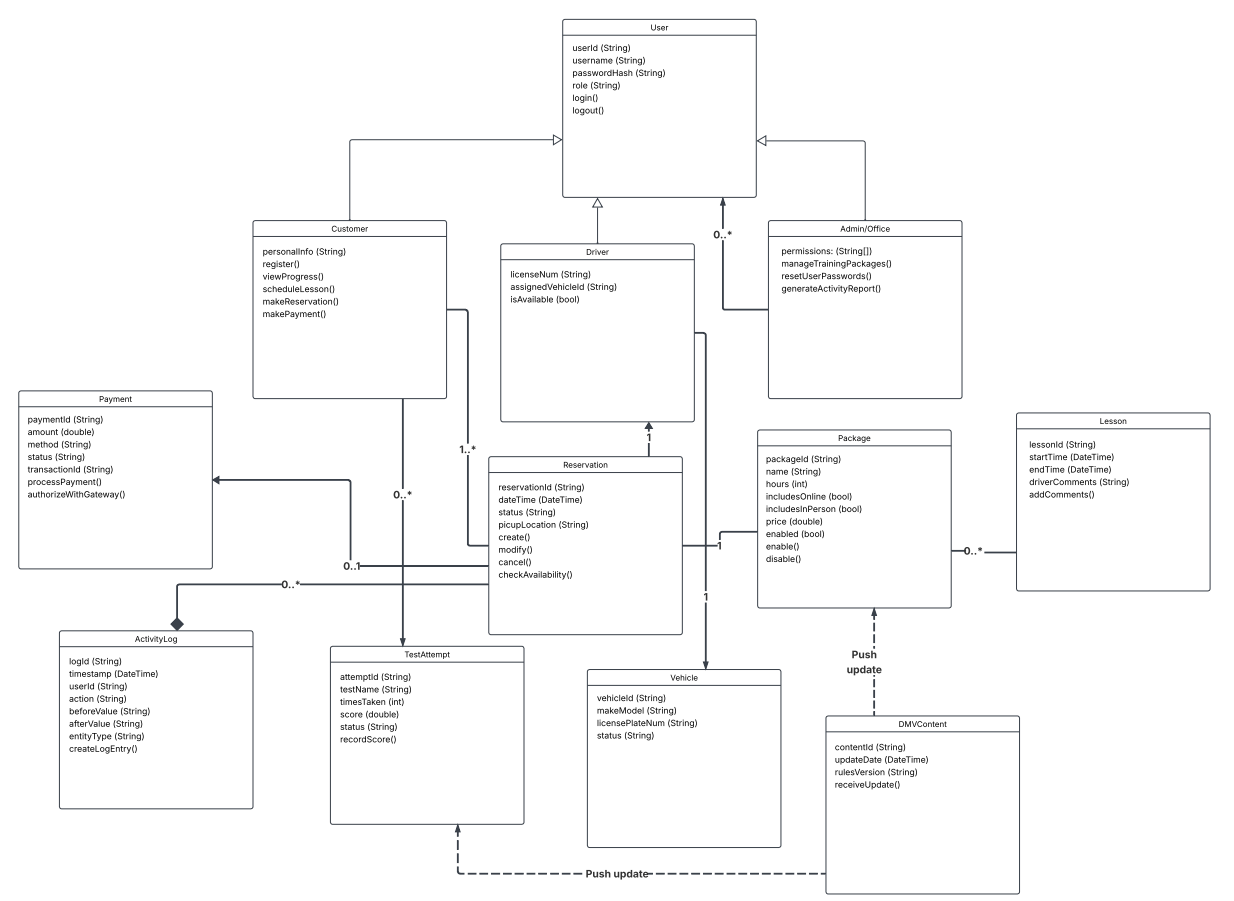 User
userId (String)
username (String)
passwordHash (String)
role (String)
login()
logout()
Customer
personalInfo (String)
register()
viewProgress()
scheduleLesson()
makeReservation()
makePayment()
Driver
licenseNum (String)
assignedVehicleId (String)
isAvailable (bool)
0..*
Admin/Office
permissions: (String[])
manageTrainingPackages()
resetUserPasswords()
generateActivityReport()
Payment
paymentId (String)
amount (double)
method (String)
status (String)
transactionId (String)
processPayment()
authorizeWithGateway()
1..*
0..*
0..1
0..*
1
Reservation
reservationId (String)
dateTime (DateTime)
status (String)
picupLocation (String)
create()
modify()
cancel()
checkAvailability()
1
1
Package
packageId (String)
name (String)
hours (int)
includesOnline (bool)
includesInPerson (bool)
price (double)
enabled (bool)
enable()
disable()
0..*
Lesson
lessonId (String)
startTime (DateTime)
endTime (DateTime)
driverComments (String)
addComments()
ActivityLog
logId (String)
timestamp (DateTime)
userId (String)
action (String)
beforeValue (String)
afterValue (String)
entityType (String)
createLogEntry()
TestAttempt
attemptId (String)
testName (String)
timesTaken (int)
score (double)
status (String)
recordScore()
Vehicle
vehicleId (String)
makeModel (String)
licensePlateNum (String)
status (String)
Push
update
DMVContent
contentId (String)
updateDate (DateTime)
rulesVersion (String)
receiveUpdate()
Push update